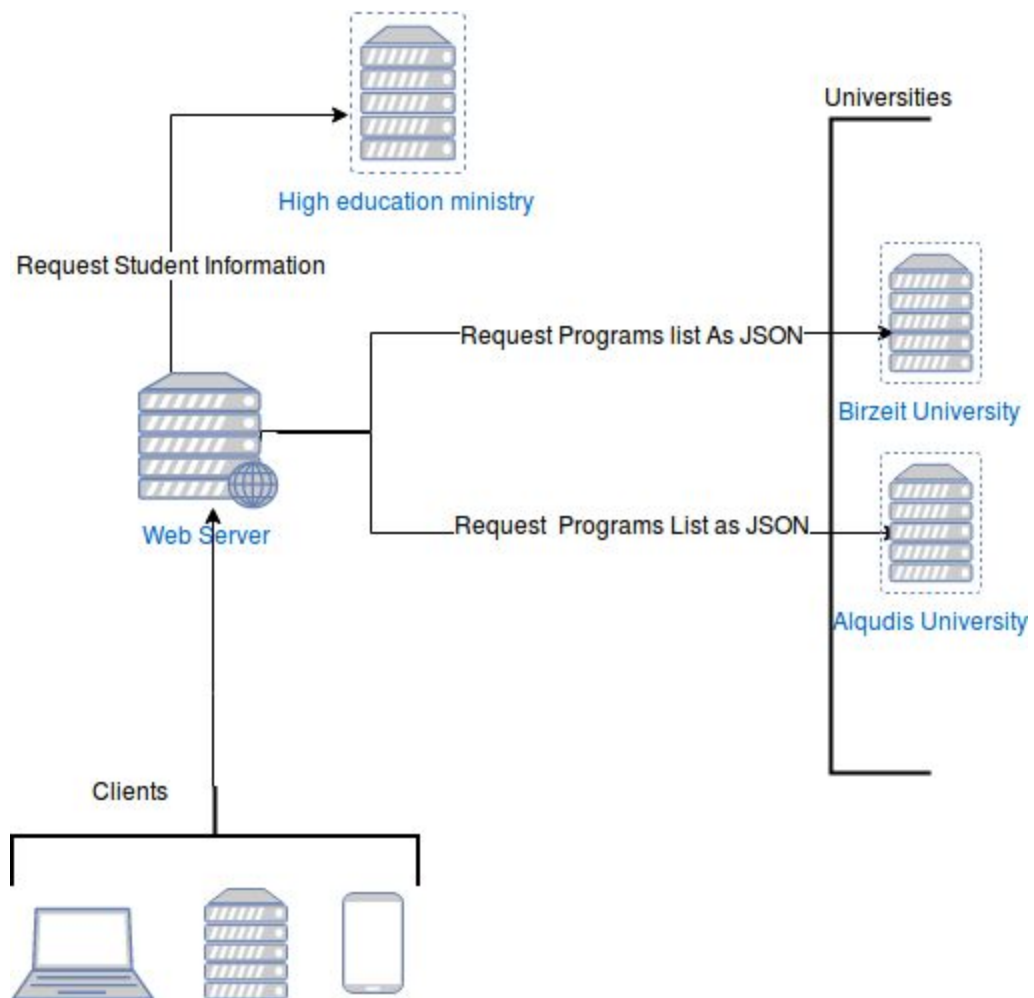 Universities
High education ministry
Request Student Information
Request Programs list As JSON
Birzeit University
Web Server
Request Programs List as JSON
Alqudis University
Clients